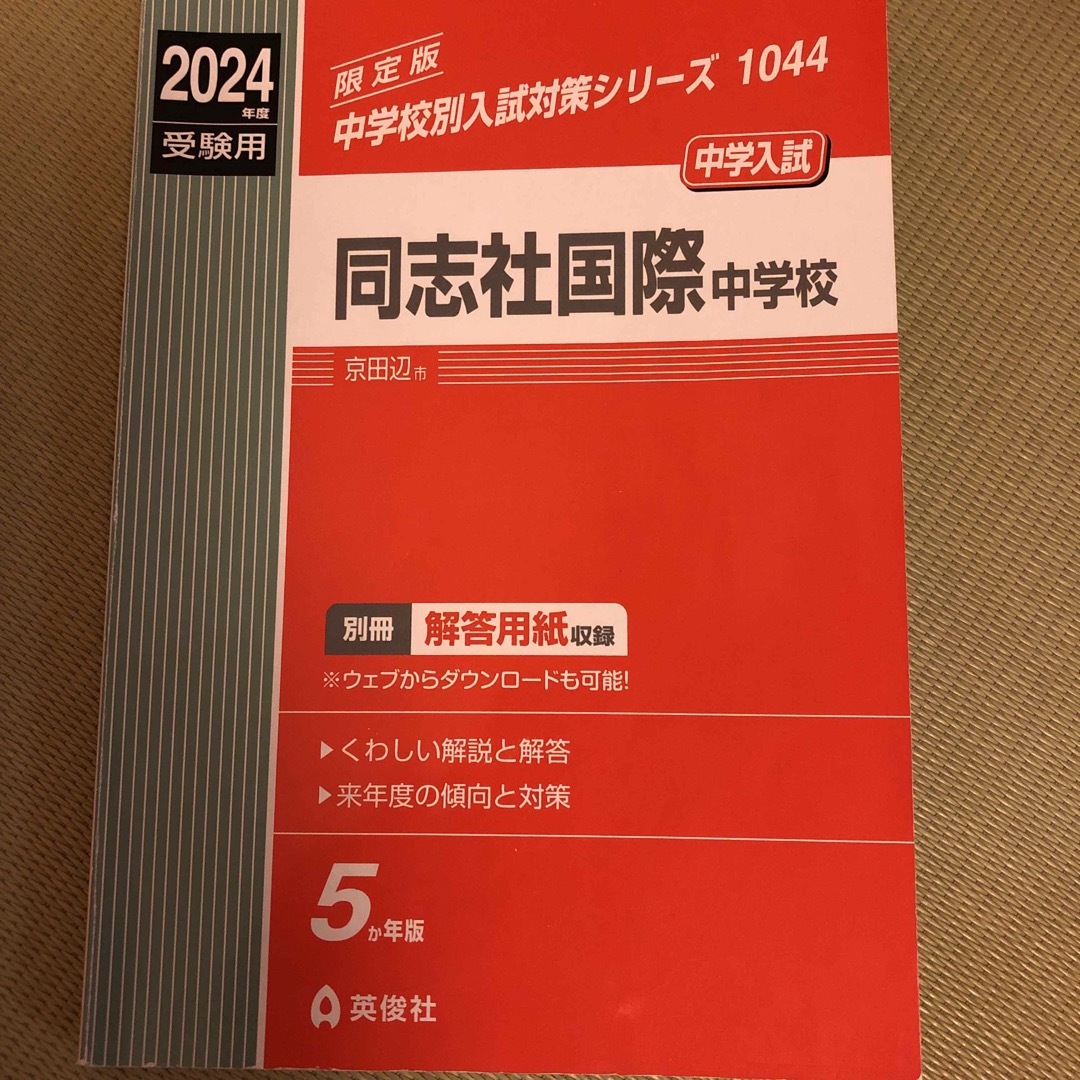 2024
年度
受験用
限定版
中学校別入試対策シリーズ 1044
中学入試
同志社国際中学校
京田辺市
別冊 解答用紙収録
※ウェブからダウンロードも可能!
▶くわしい解説と解答
▶来年度の傾向と対策
5か年版
英俊社